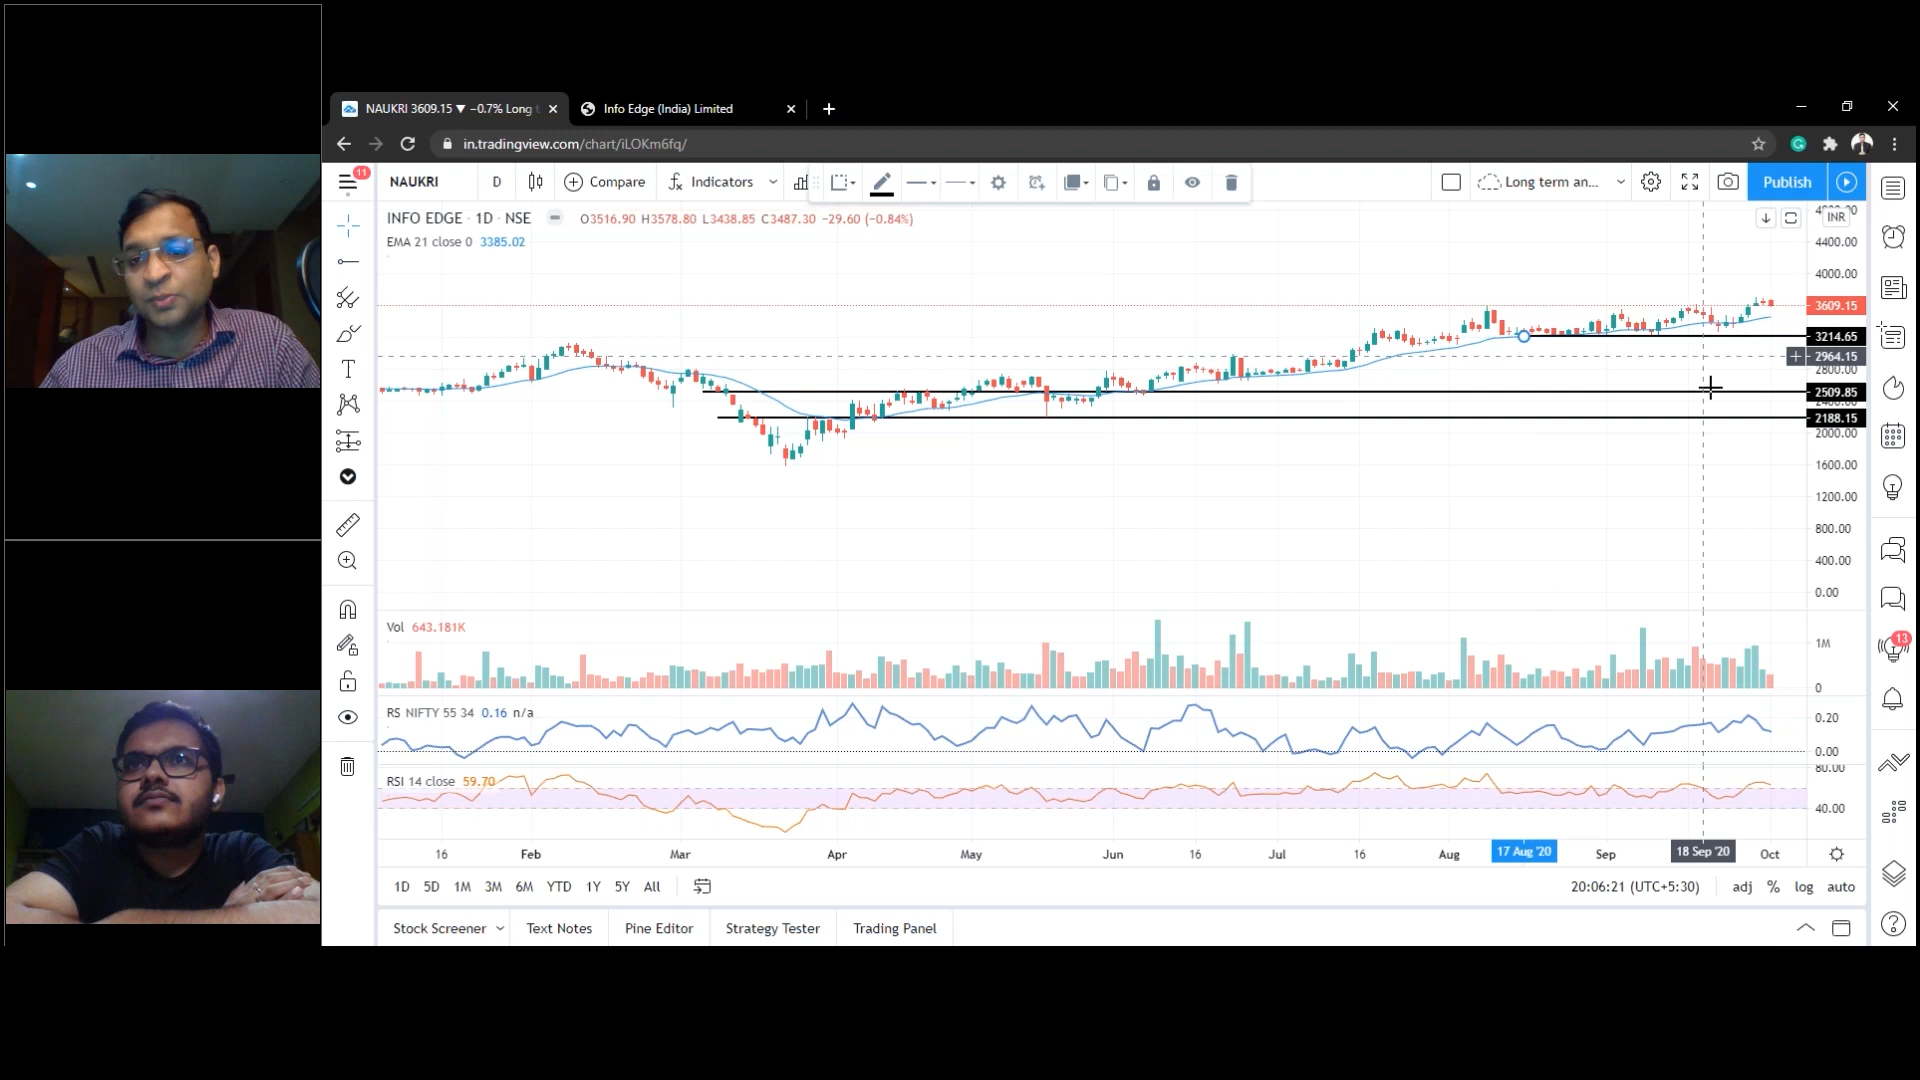 NAUKRI 3609.15 ▼ −0.7% Long t
Info Edge (India) Limited
in.tradingview.com/chart/iLOKm6fq/
11
NAUKRI
D
Compare
Indicators
Long term an...
Publish
INFO EDGE · 1D · NSE
O3516.90 H3578.80 L3438.85 C3487.30 −29.60 (−0.84%)
INR
EMA 21 close 0 3385.02
4400.00
4000.00
3609.15
3214.65
2964.15
2800.00
2509.85
2188.15
2000.00
1600.00
1200.00
800.00
400.00
0.00
Vol 643.181K
1M
0
13
RS NIFTY 55 34 0.16 n/a
0.20
0.00
RSI 14 close 59.70
80.00
40.00
16 Feb Mar Apr May Jun 16 Jul 16 Aug 17 Aug '20 Sep 18 Sep '20 Oct
1D 5D 1M 3M 6M YTD 1Y 5Y All
20:06:21 (UTC+5:30)
adj % log auto
Stock Screener
Text Notes
Pine Editor
Strategy Tester
Trading Panel